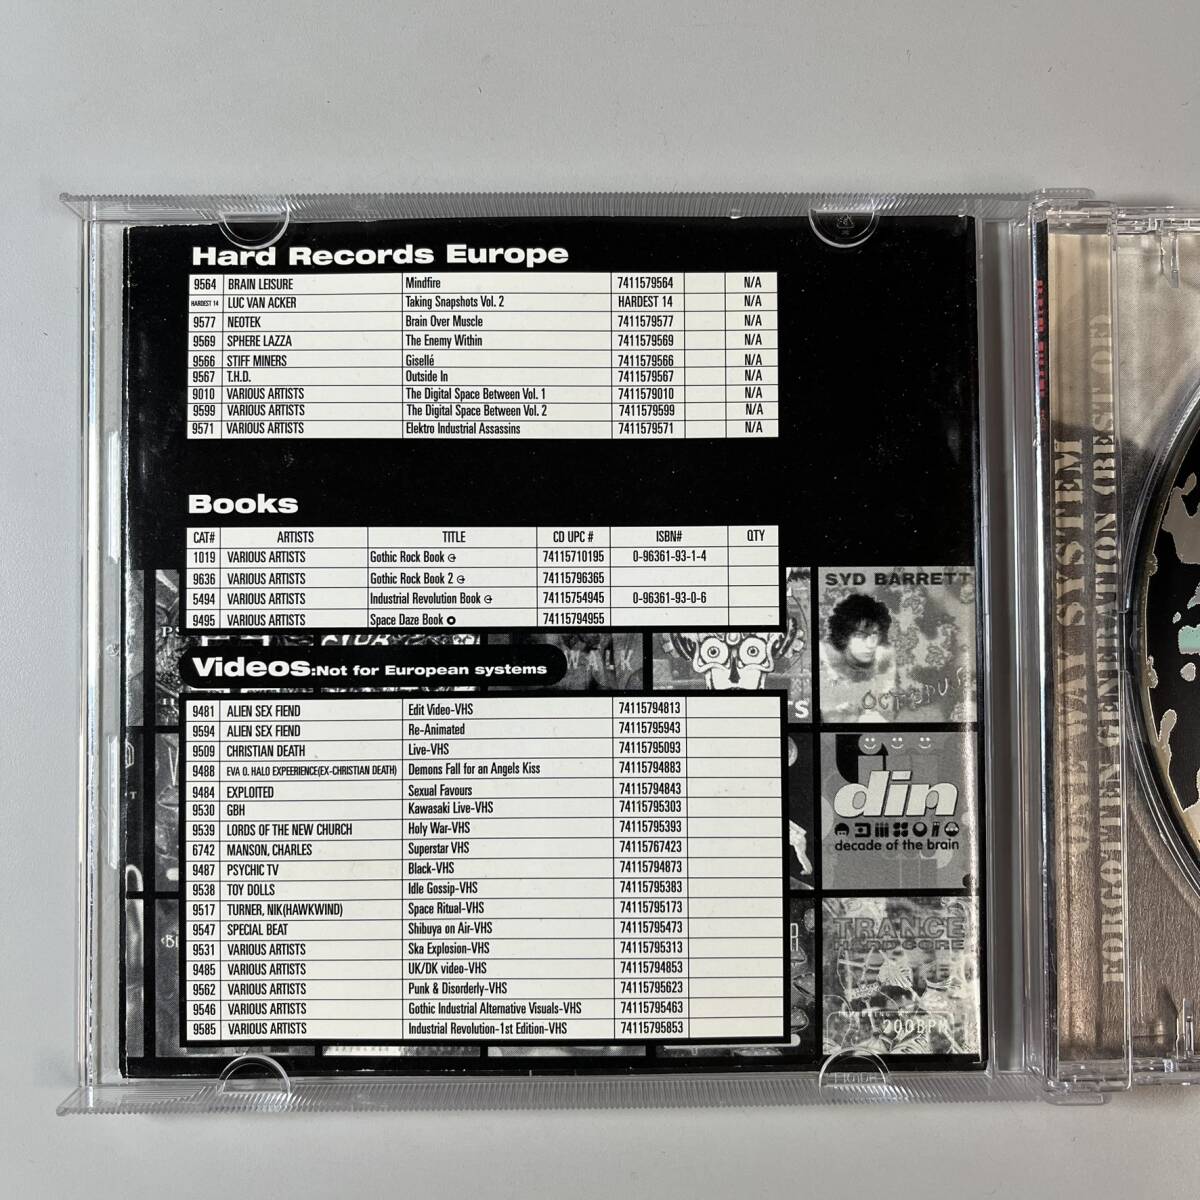 Hard Records Europe
9564 BRAIN LEISURE Mindfire 7411579564 N/A
HARDEST 14 LUC VAN ACKER Taking Snapshots Vol. 2 HARDEST 14 N/A
9577 NEOTEK Brain Over Muscle 7411579577 N/A
9569 SPHERE LAZZA The Enemy Within 7411579569 N/A
9566 STIFF MINERS Gisellé 7411579566 N/A
9567 T.H.D. Outside In 7411579567 N/A
9010 VARIOUS ARTISTS The Digital Space Between Vol. 1 7411579010 N/A
9599 VARIOUS ARTISTS The Digital Space Between Vol. 2 7411579599 N/A
9571 VARIOUS ARTISTS Elektro Industrial Assassins 7411579571 N/A
Books
CAT# ARTISTS TITLE CD UPC # ISBN# QTY
1019 VARIOUS ARTISTS Gothic Rock Book 74115710195 0-96361-93-1-4
9636 VARIOUS ARTISTS Gothic Rock Book 2 74115796365
5494 VARIOUS ARTISTS Industrial Revolution Book 74115754945 0-96361-93-0-6
9495 VARIOUS ARTISTS Space Daze Book 74115794955
Videos:Not for European systems
9481 ALIEN SEX FIEND Edit Video-VHS 74115794813
9594 ALIEN SEX FIEND Re-Animated 74115795943
9509 CHRISTIAN DEATH Live-VHS 74115795093
9488 EVA O. HALO EXPEERIENCE(EX-CHRISTIAN DEATH) Demons Fall for an Angels Kiss 74115794883
9484 EXPLOITED Sexual Favours 74115794843
9530 GBH Kawasaki Live-VHS 74115795303
9539 LORDS OF THE NEW CHURCH Holy War-VHS 74115795393
6742 MANSON, CHARLES Superstar VHS 74115767423
9487 PSYCHIC TV Black-VHS 74115794873
9538 TOY DOLLS Idle Gossip-VHS 74115795383
9517 TURNER, NIK(HAWKWIND) Space Ritual-VHS 74115795173
9547 SPECIAL BEAT Shibuya on Air-VHS 74115795473
9531 VARIOUS ARTISTS Ska Explosion-VHS 74115795313
9485 VARIOUS ARTISTS UK/DK video-VHS 74115794853
9562 VARIOUS ARTISTS Punk & Disorderly-VHS 74115795623
9546 VARIOUS ARTISTS Gothic Industrial Alternative Visuals-VHS 74115795463
9585 VARIOUS ARTISTS Industrial Revolution-1st Edition-VHS 74115795853
WALK
SYD BARRETT
OCTOPUS
din
decade of the brain
TRANCE
HARDCORE
200BPM
ONE WAY SYSTEM
FORGOTTEN GENERATION (BEST OF)